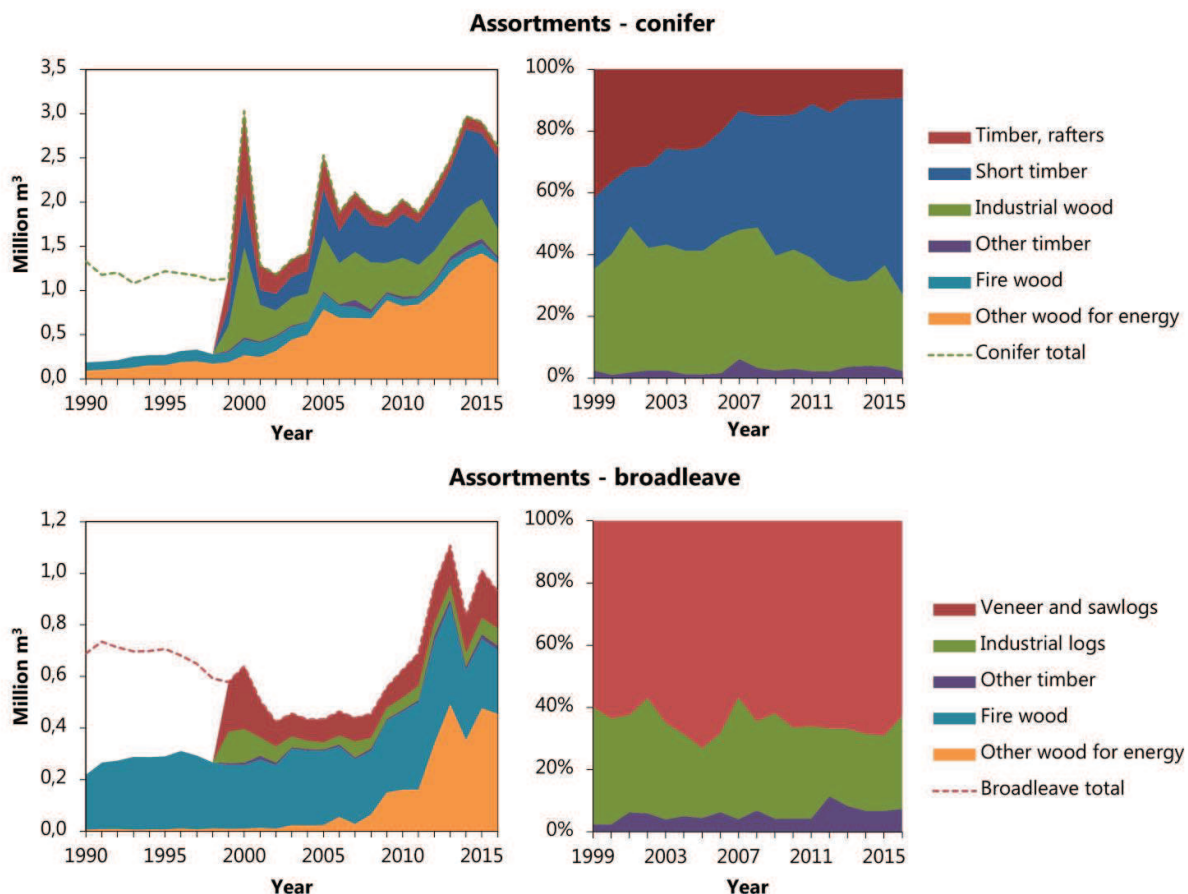 Assortments - conifer
Million m³
3,5
3,0
2,5
2,0
1,5
1,0
0,5
0,0
1990 1995 2000 2005 2010 2015
Year
100%
80%
60%
40%
20%
0%
1999 2003 2007 2011 2015
Year
Timber, rafters
Short timber
Industrial wood
Other timber
Fire wood
Other wood for energy
Conifer total
Assortments - broadleave
Million m³
1,2
1,0
0,8
0,6
0,4
0,2
0,0
1990 1995 2000 2005 2010 2015
Year
100%
80%
60%
40%
20%
0%
1999 2003 2007 2011 2015
Year
Veneer and sawlogs
Industrial logs
Other timber
Fire wood
Other wood for energy
Broadleave total